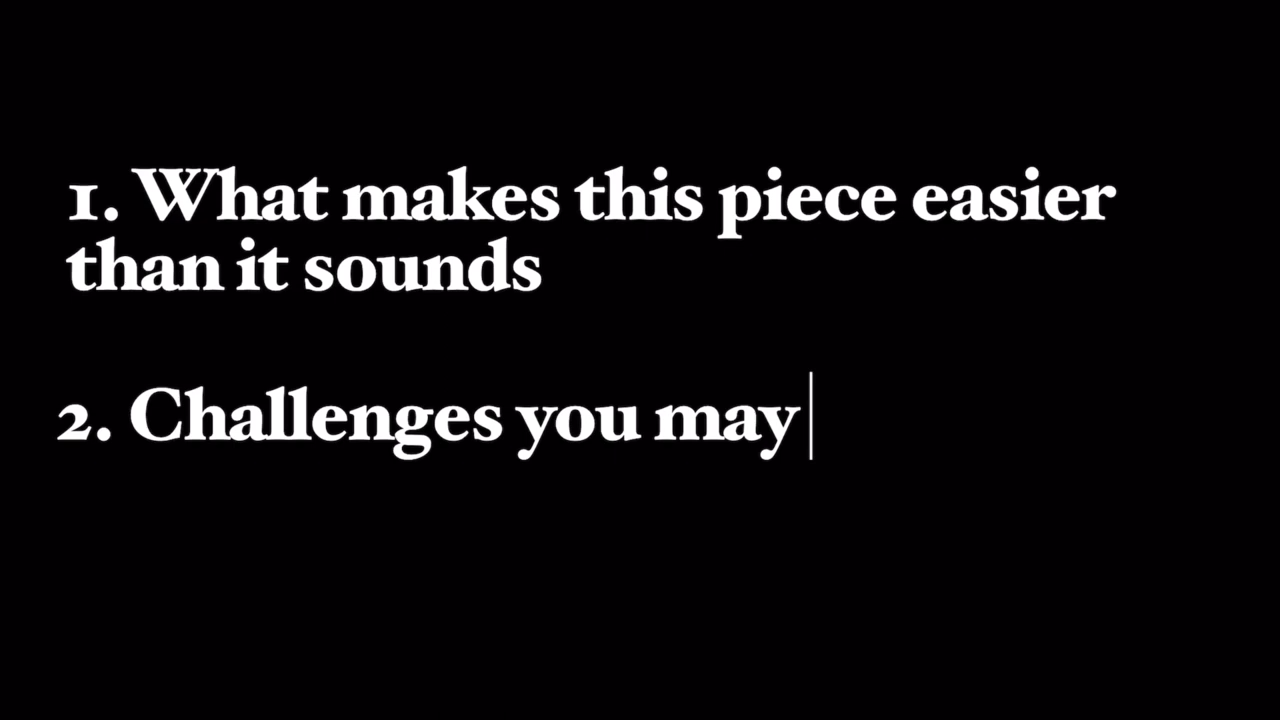 1. What makes this piece easier
than it sounds
2. Challenges you may